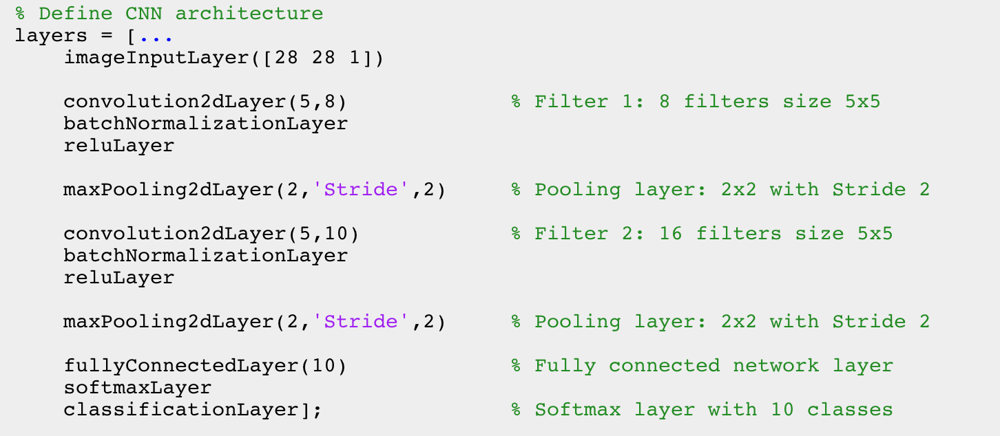 % Define CNN architecture
layers = [...
imageInputLayer([28 28 1])
convolution2dLayer(5,8) % Filter 1: 8 filters size 5x5
batchNormalizationLayer
reluLayer
maxPooling2dLayer(2,'Stride',2) % Pooling layer: 2x2 with Stride 2
convolution2dLayer(5,10) % Filter 2: 16 filters size 5x5
batchNormalizationLayer
reluLayer
maxPooling2dLayer(2,'Stride',2) % Pooling layer: 2x2 with Stride 2
fullyConnectedLayer(10) % Fully connected network layer
softmaxLayer
classificationLayer]; % Softmax layer with 10 classes